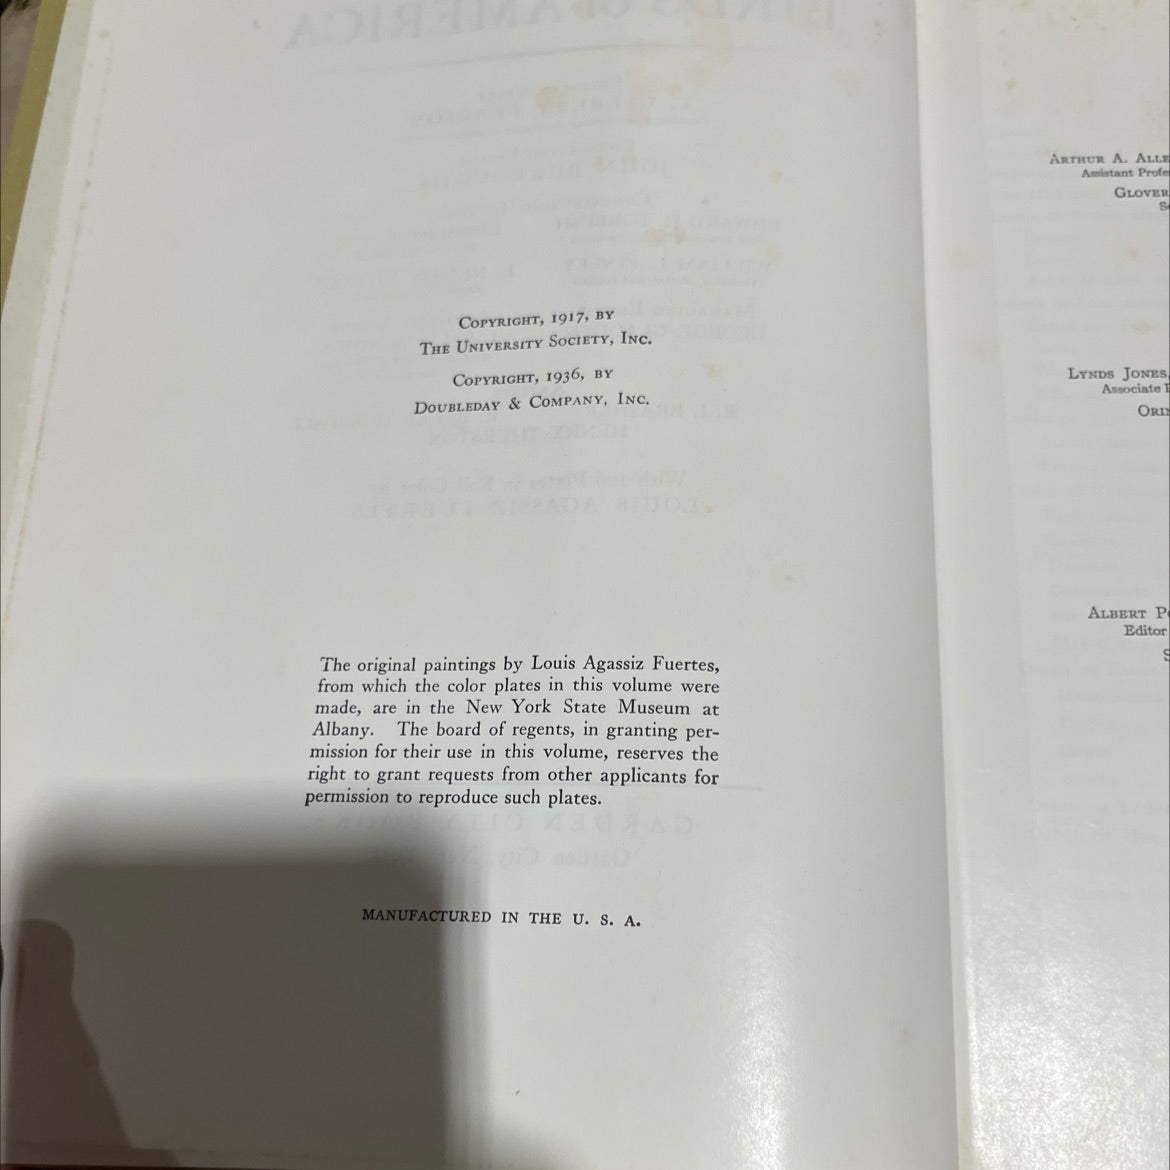 COPYRIGHT, 1917, BY
THE UNIVERSITY SOCIETY, INC.
COPYRIGHT, 1936, BY
DOUBLEDAY & COMPANY, INC.
The original paintings by Louis Agassiz Fuertes,
from which the color plates in this volume were
made, are in the New York State Museum at
Albany. The board of regents, in granting per-
mission for their use in this volume, reserves the
right to grant requests from other applicants for
permission to reproduce such plates.
MANUFACTURED IN THE U. S. A.
ARTHUR A. ALLE
Assistant Profe
GLOVER
LYNDS JONES,
Associate
ORIN
ALBERT
Editor